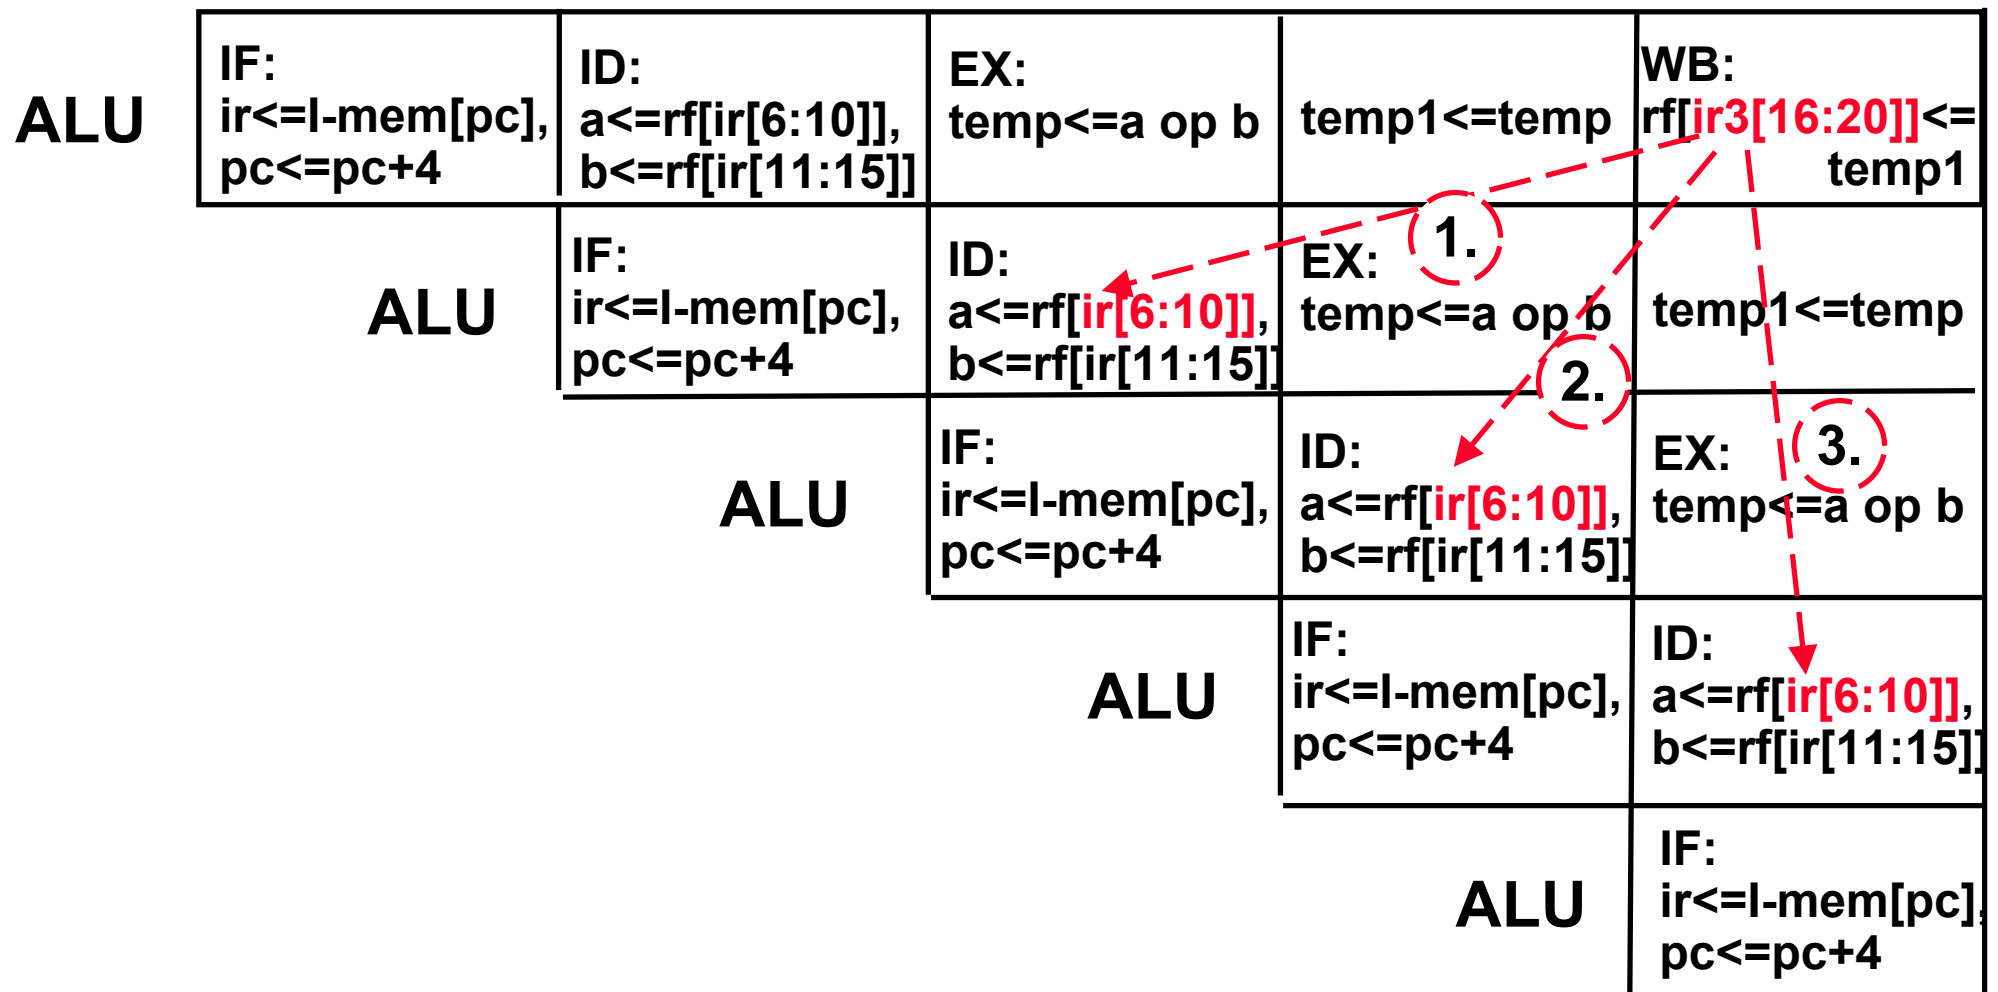 ALU
IF:
ir<=I-mem[pc],
pc<=pc+4
ID:
a<=rf[ir[6:10]],
b<=rf[ir[11:15]]
EX:
temp<=a op b
temp1<=temp
WB:
rf[ir3[16:20]]<=
temp1
ALU
IF:
ir<=I-mem[pc],
pc<=pc+4
ID:
a<=rf[ir[6:10]],
b<=rf[ir[11:15]]
1.
EX:
temp<=a op b
temp1<=temp
2.
ALU
IF:
ir<=I-mem[pc],
pc<=pc+4
ID:
a<=rf[ir[6:10]],
b<=rf[ir[11:15]]
EX:
temp<=a op b
3.
ALU
IF:
ir<=I-mem[pc],
pc<=pc+4
ID:
a<=rf[ir[6:10]],
b<=rf[ir[11:15]]
ALU
IF:
ir<=I-mem[pc],
pc<=pc+4